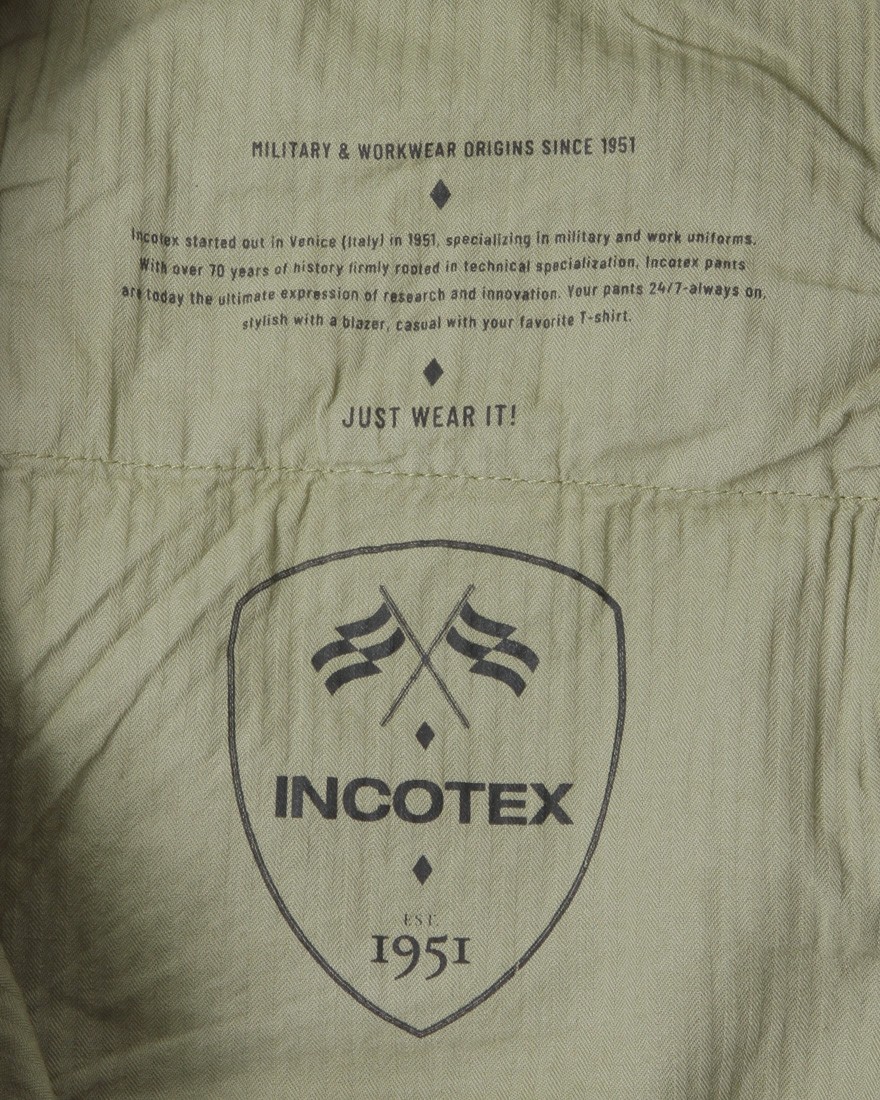 MILITARY & WORKWEAR ORIGINS SINCE 1951
Incotex started out in Venice (Italy) in 1951, specializing in military and work uniforms.
With over 70 years of history firmly rooted in technical specialization, Incotex pants
are today the ultimate expression of research and innovation. Your pants 24/7-always on,
stylish with a blazer, casual with your favorite T-shirt.
JUST WEAR IT!
INCOTEX
EST.
1951